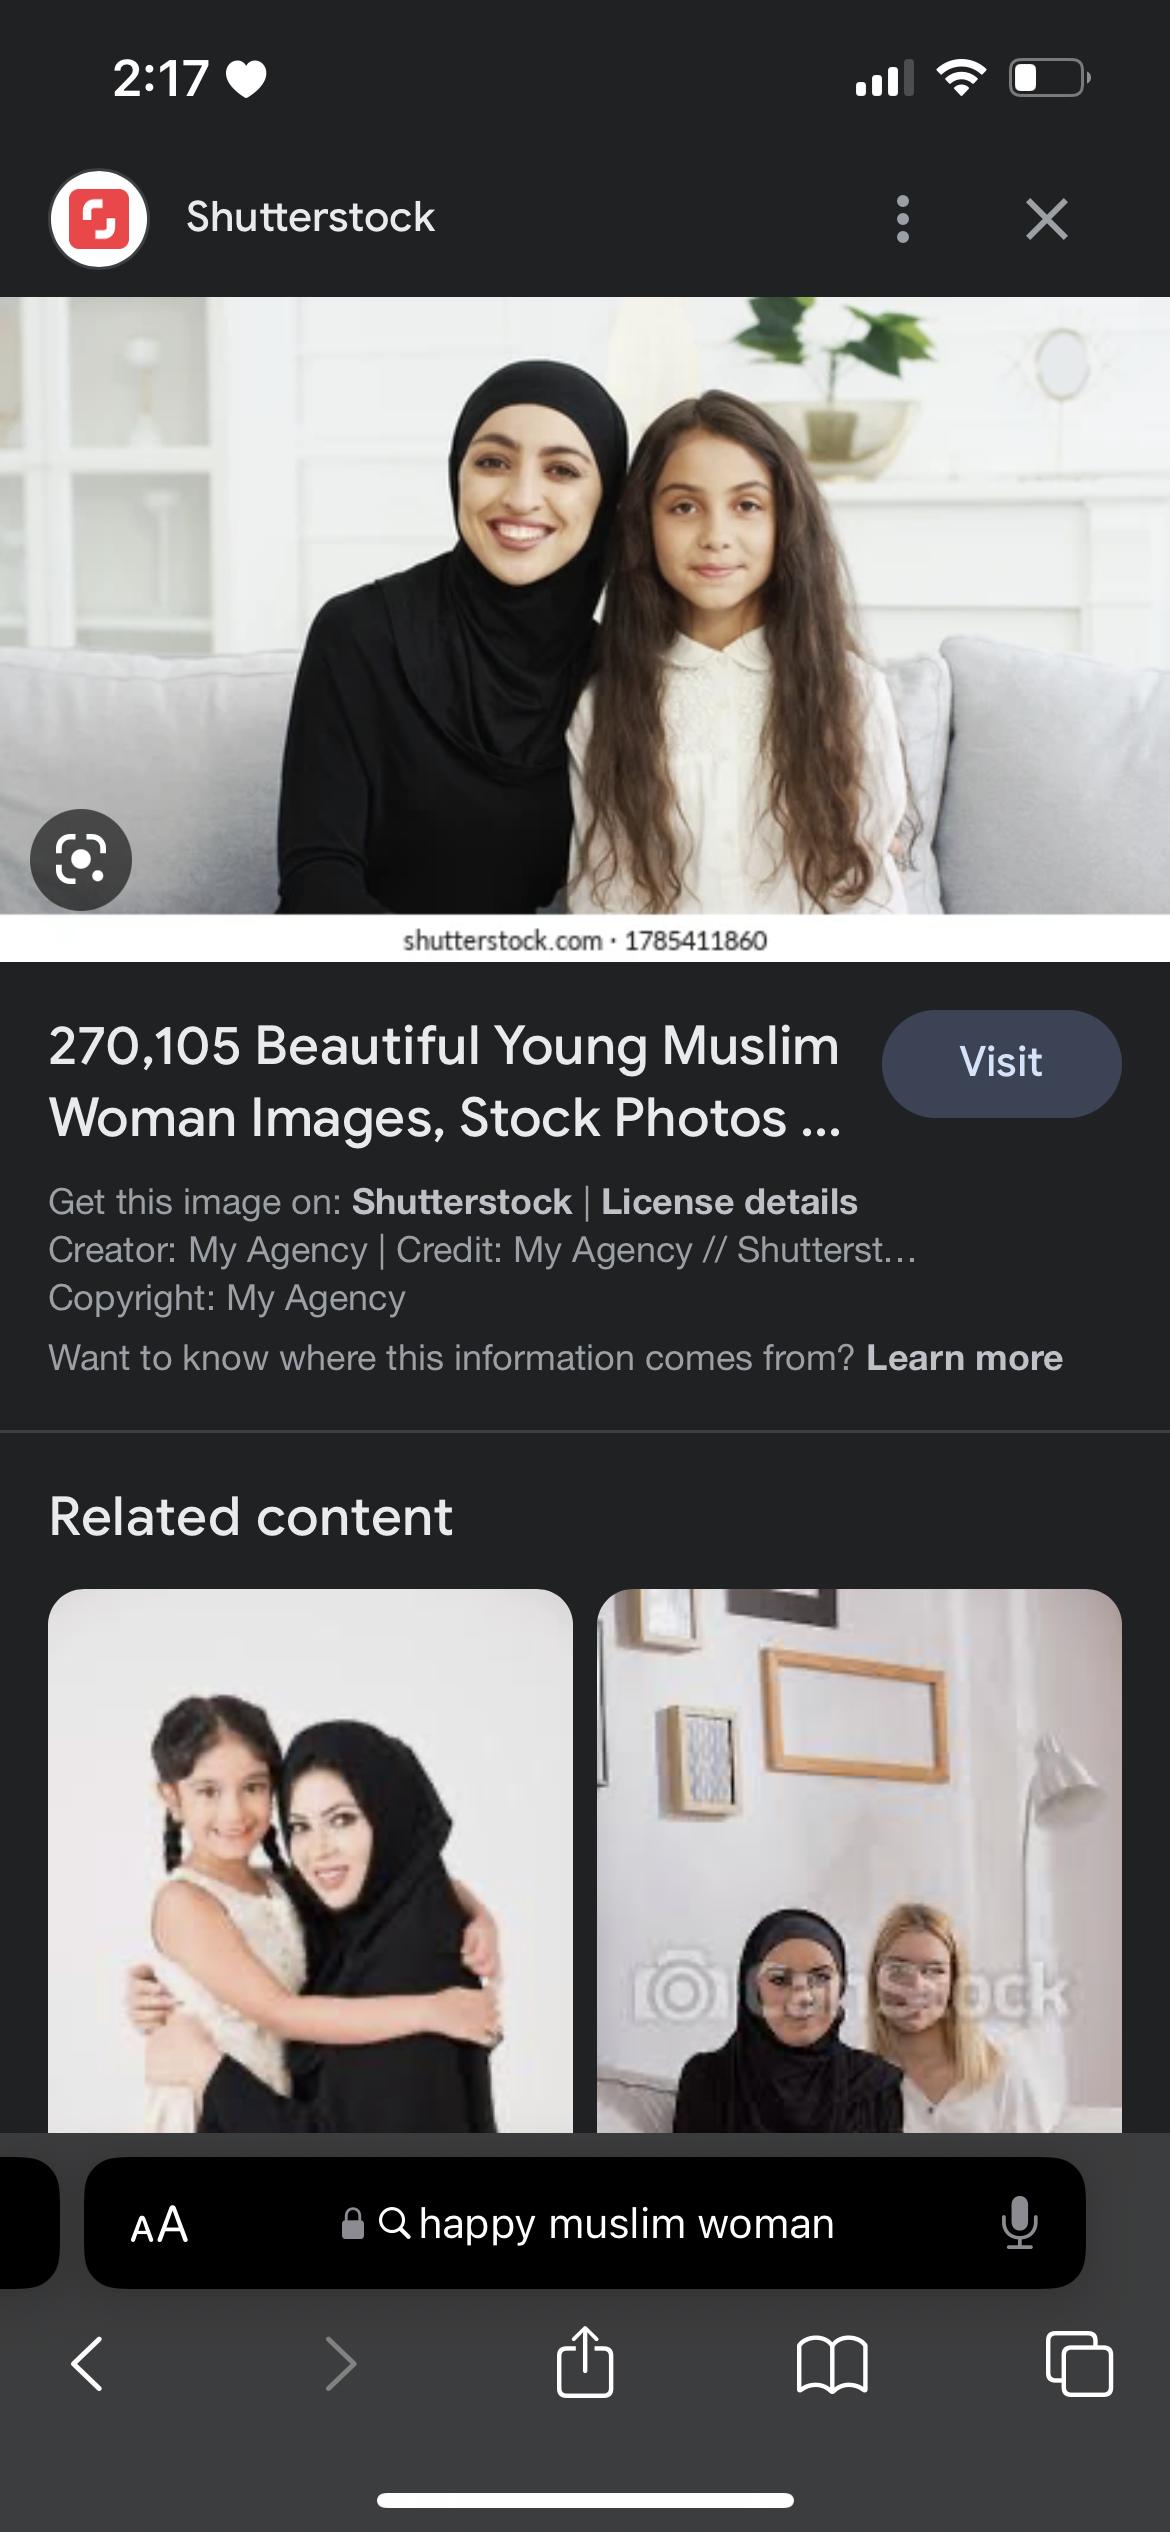 2:17
Shutterstock
shutterstock.com · 1785411860
270,105 Beautiful Young Muslim
Woman Images, Stock Photos ...
Visit
Get this image on: Shutterstock | License details
Creator: My Agency | Credit: My Agency // Shutterst...
Copyright: My Agency
Want to know where this information comes from? Learn more
Related content
AA
happy muslim woman